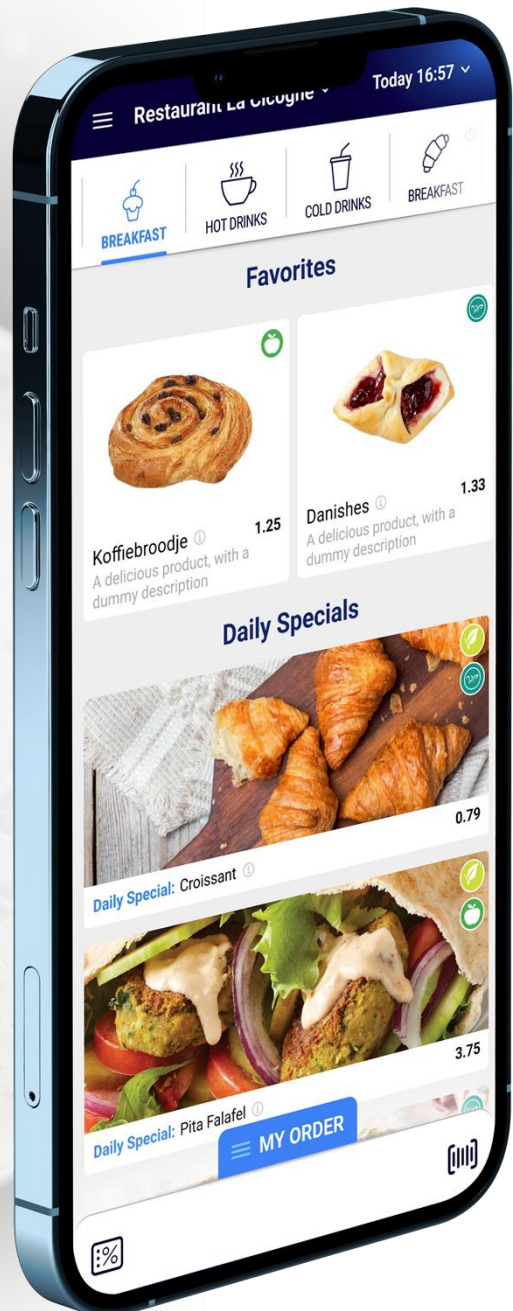 Restaurant La Cicogne
Today 16:57
BREAKFAST
HOT DRINKS
COLD DRINKS
BREAKFAST
Favorites
Koffiebroodje
1.25
A delicious product, with a
dummy description
Danishes
1.33
A delicious product, with a
dummy description
Daily Specials
0.79
Daily Special: Croissant
3.75
Daily Special: Pita Falafel
MY ORDER